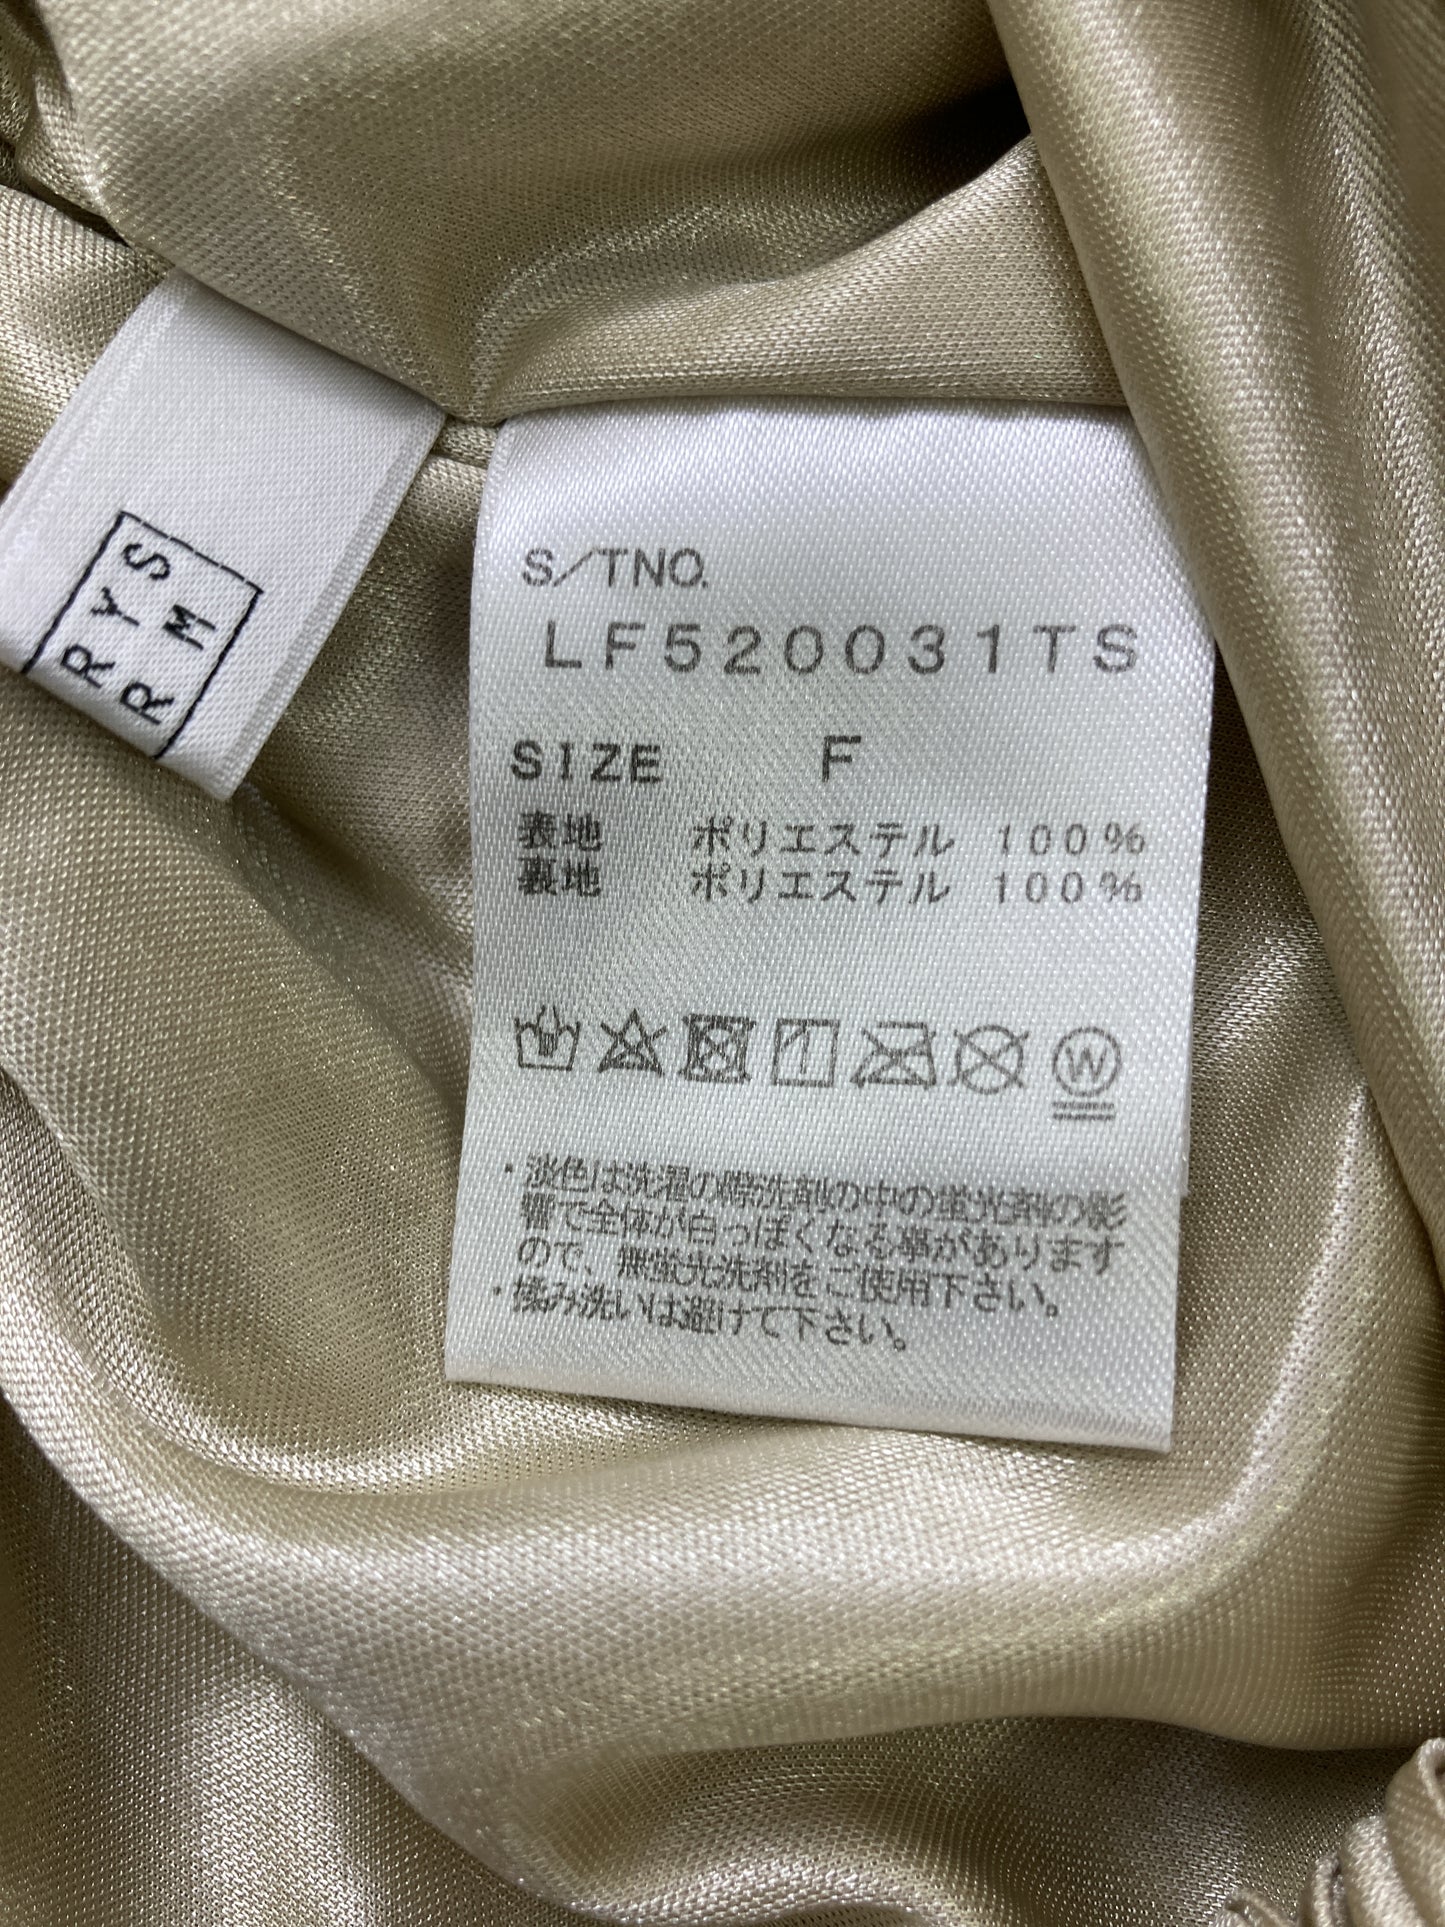 RYS
RM
S/TNO.
LF520031TS
SIZE F
表地 ポリエステル 100%
裏地 ポリエステル 100%
W
・淡色は洗濯の際洗剤の中の蛍光剤の影
響で全体が白っぽくなる事があります
ので、無蛍光洗剤をご使用下さい。
・揉み洗いは避けて下さい。